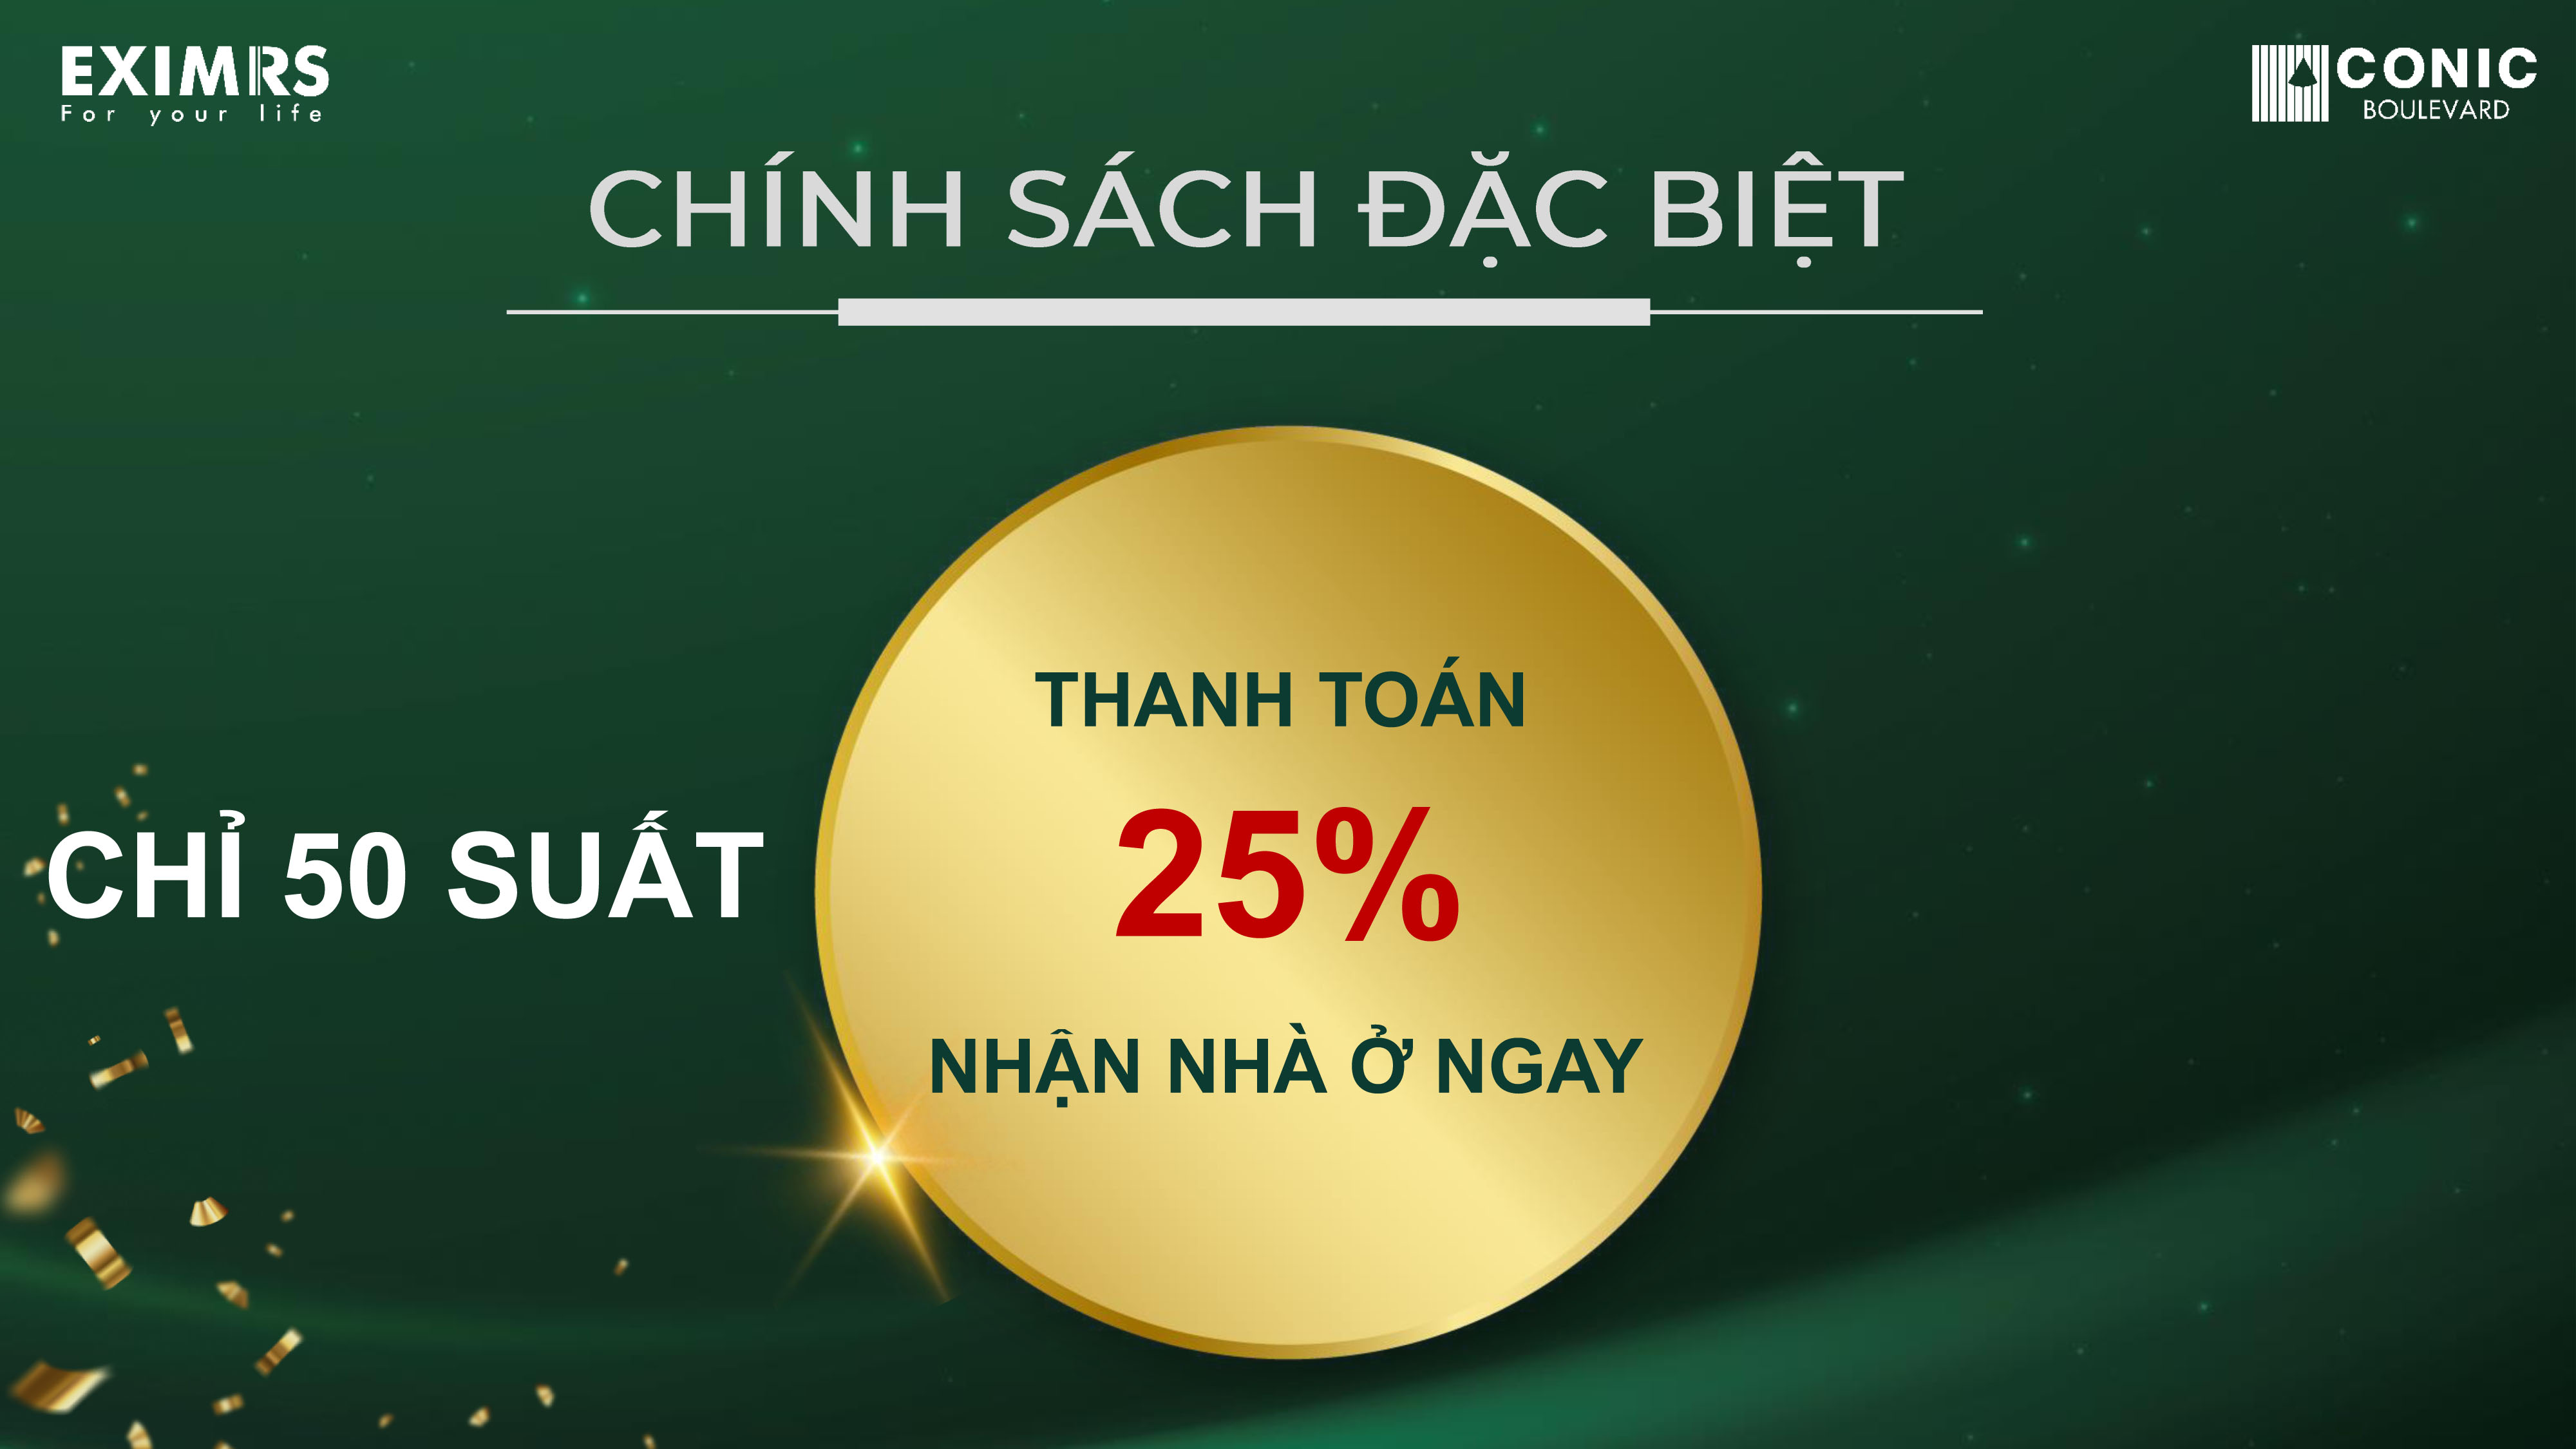 EXIMRS
For your life
CONIC
BOULEVARD
CHÍNH SÁCH ĐẶC BIỆT
THANH TOÁN
CHỈ 50 SUẤT
25%
NHẬN NHÀ Ở NGAY